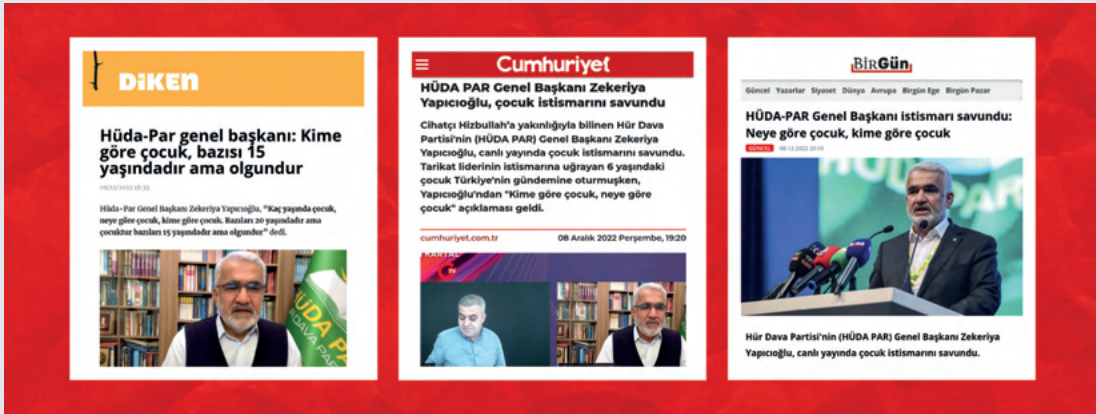 DiKEN
Hüda-Par genel başkanı: Kime
göre çocuk, bazısı 15
yaşındadır ama olgundur
Hüda-Par Genel Başkanı Zekeriya Yapıcıoğlu, "Kaç yaşında çocuk,
neye göre çocuk, kime göre çocuk. Bazıları 20 yaşındadır ama
çocuktur bazıları 15 yaşındadır ama olgundur" dedi.
HÜDA PAR
Cumhuriyet
HÜDA PAR Genel Başkanı Zekeriya
Yapıcıoğlu, çocuk istismarını savundu
Cihatçı Hizbullah'a yakınlığıyla bilinen Hür Dava
Partisi'nin (HÜDA PAR) Genel Başkanı Zekeriya
Yapıcıoğlu, canlı yayında çocuk istismarını savundu.
Tarikat liderinin istismarına uğrayan 6 yaşındaki
çocuk Türkiye'nin gündemine oturmuşken,
Yapıcıoğlu'ndan "Kime göre çocuk, neye göre
çocuk" açıklaması geldi.
cumhuriyet.com.tr 08 Aralık 2022 Perşembe, 19:20
KARTAL
TV
BirGün
Güncel Yazarlar Siyaset Dünya Avrupa Birgün Ege Birgün Pazar
HÜDA-PAR Genel Başkanı istismarı savundu:
Neye göre çocuk, kime göre çocuk
GÜNCEL 08.12.2022 20:59
Hür Dava Partisi'nin (HÜDA PAR) Genel Başkanı Zekeriya
Yapıcıoğlu, canlı yayında çocuk istismarını savundu.